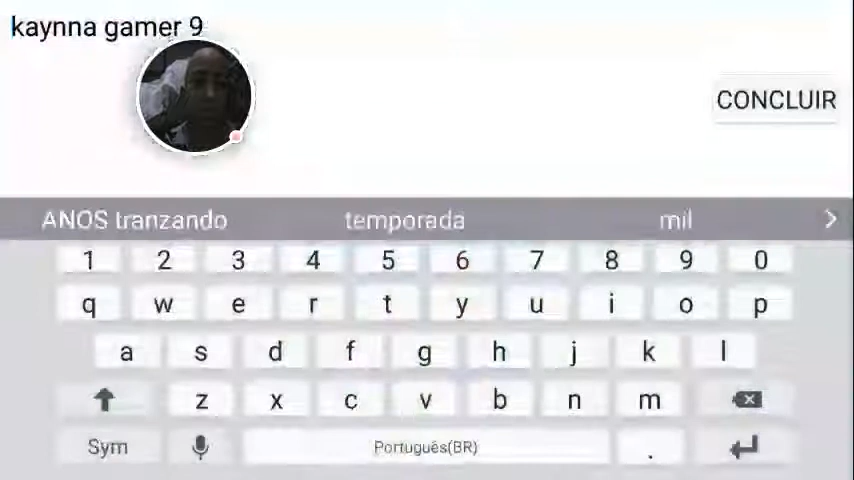 kaynna gamer 9
CONCLUIR
ANOS tranzando temporada mil
1 2 3 4 5 6 7 8 9 0
q w e r t y u i o p
a s d f g h j k l
z x c v b n m
Sym Português(BR) .